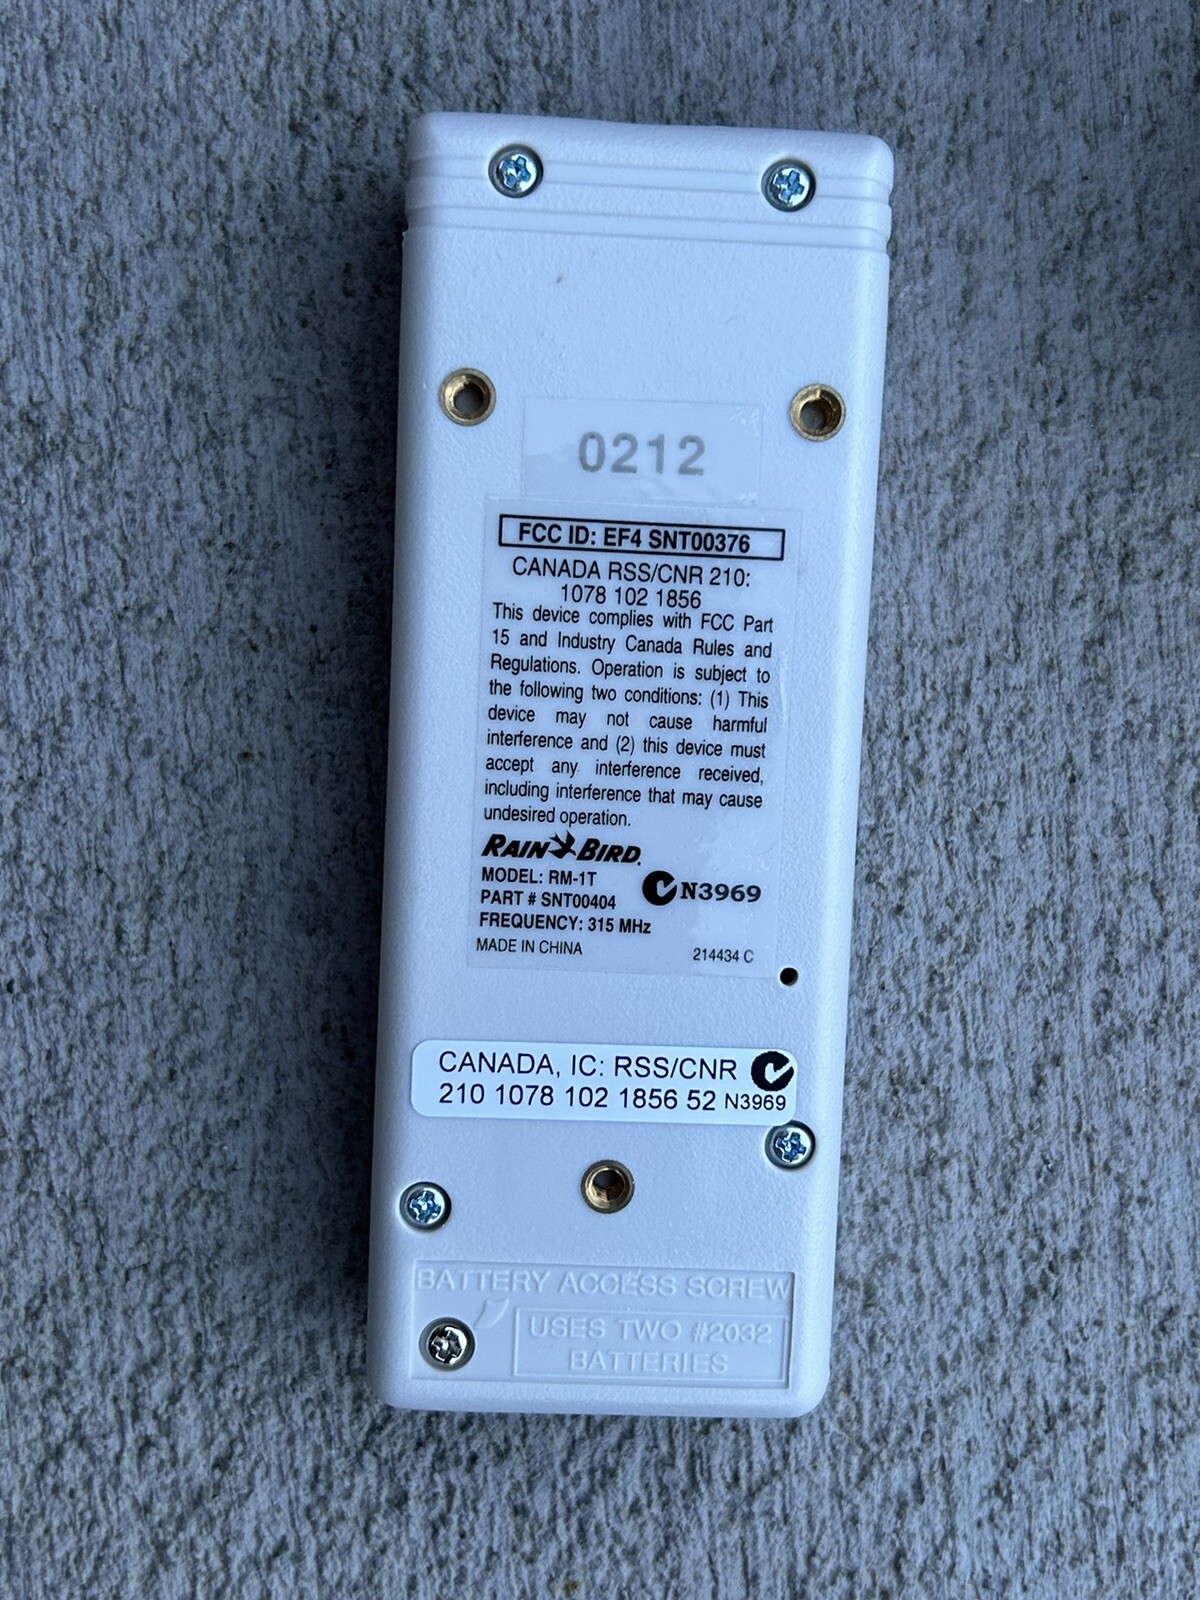 0212
FCC ID: EF4 SNT00376
CANADA RSS/CNR 210:
1078 102 1856
This device complies with FCC Part
15 and Industry Canada Rules and
Regulations. Operation is subject to
the following two conditions: (1) This
device may not cause harmful
interference and (2) this device must
accept any interference received,
including interference that may cause
undesired operation.
RAIN BIRD.
MODEL: RM-1T
PART # SNT00404
N3969
FREQUENCY: 315 MHz
MADE IN CHINA
214434 C
CANADA, IC: RSS/CNR
210 1078 102 1856 52 N3969
BATTERY ACCESS SCREW
USES TWO #2032
BATTERIES